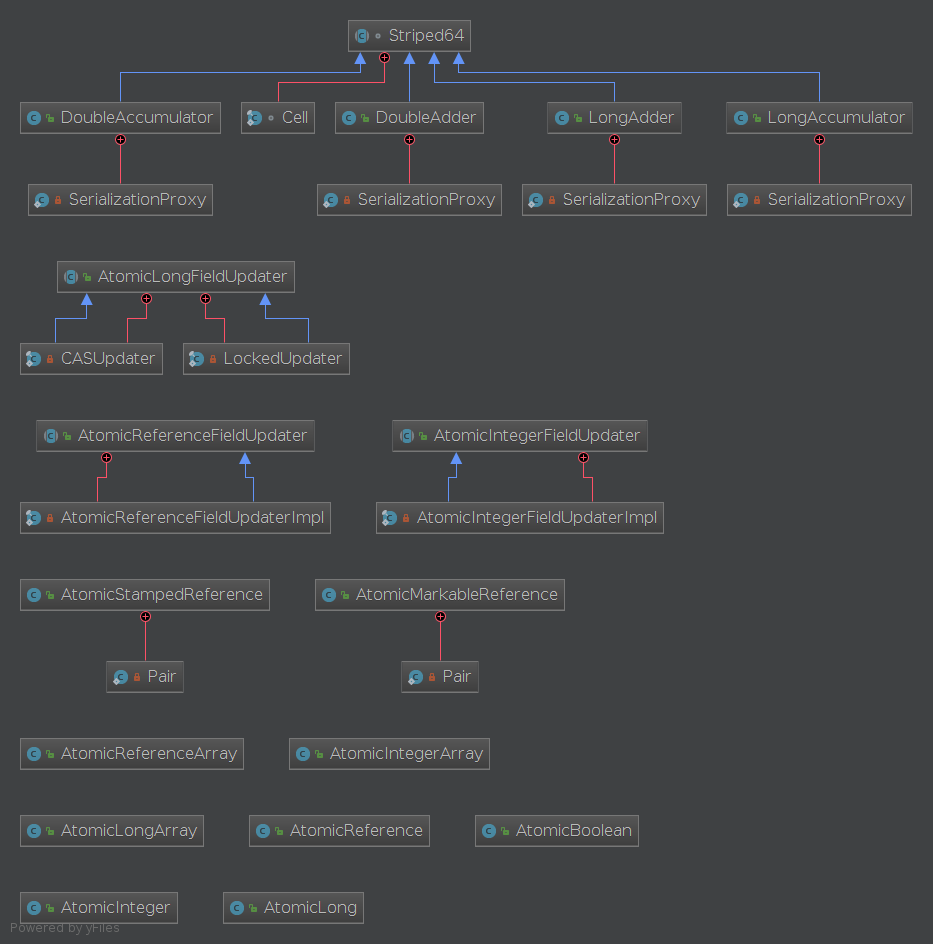 Striped64
DoubleAccumulator Cell DoubleAdder LongAdder LongAccumulator
SerializationProxy SerializationProxy SerializationProxy SerializationProxy
AtomicLongFieldUpdater
CASUpdater LockedUpdater
AtomicReferenceFieldUpdater AtomicIntegerFieldUpdater
AtomicReferenceFieldUpdaterImpl AtomicIntegerFieldUpdaterImpl
AtomicStampedReference AtomicMarkableReference
Pair Pair
AtomicReferenceArray AtomicIntegerArray
AtomicLongArray AtomicReference AtomicBoolean
AtomicInteger AtomicLong
Powered by yFiles